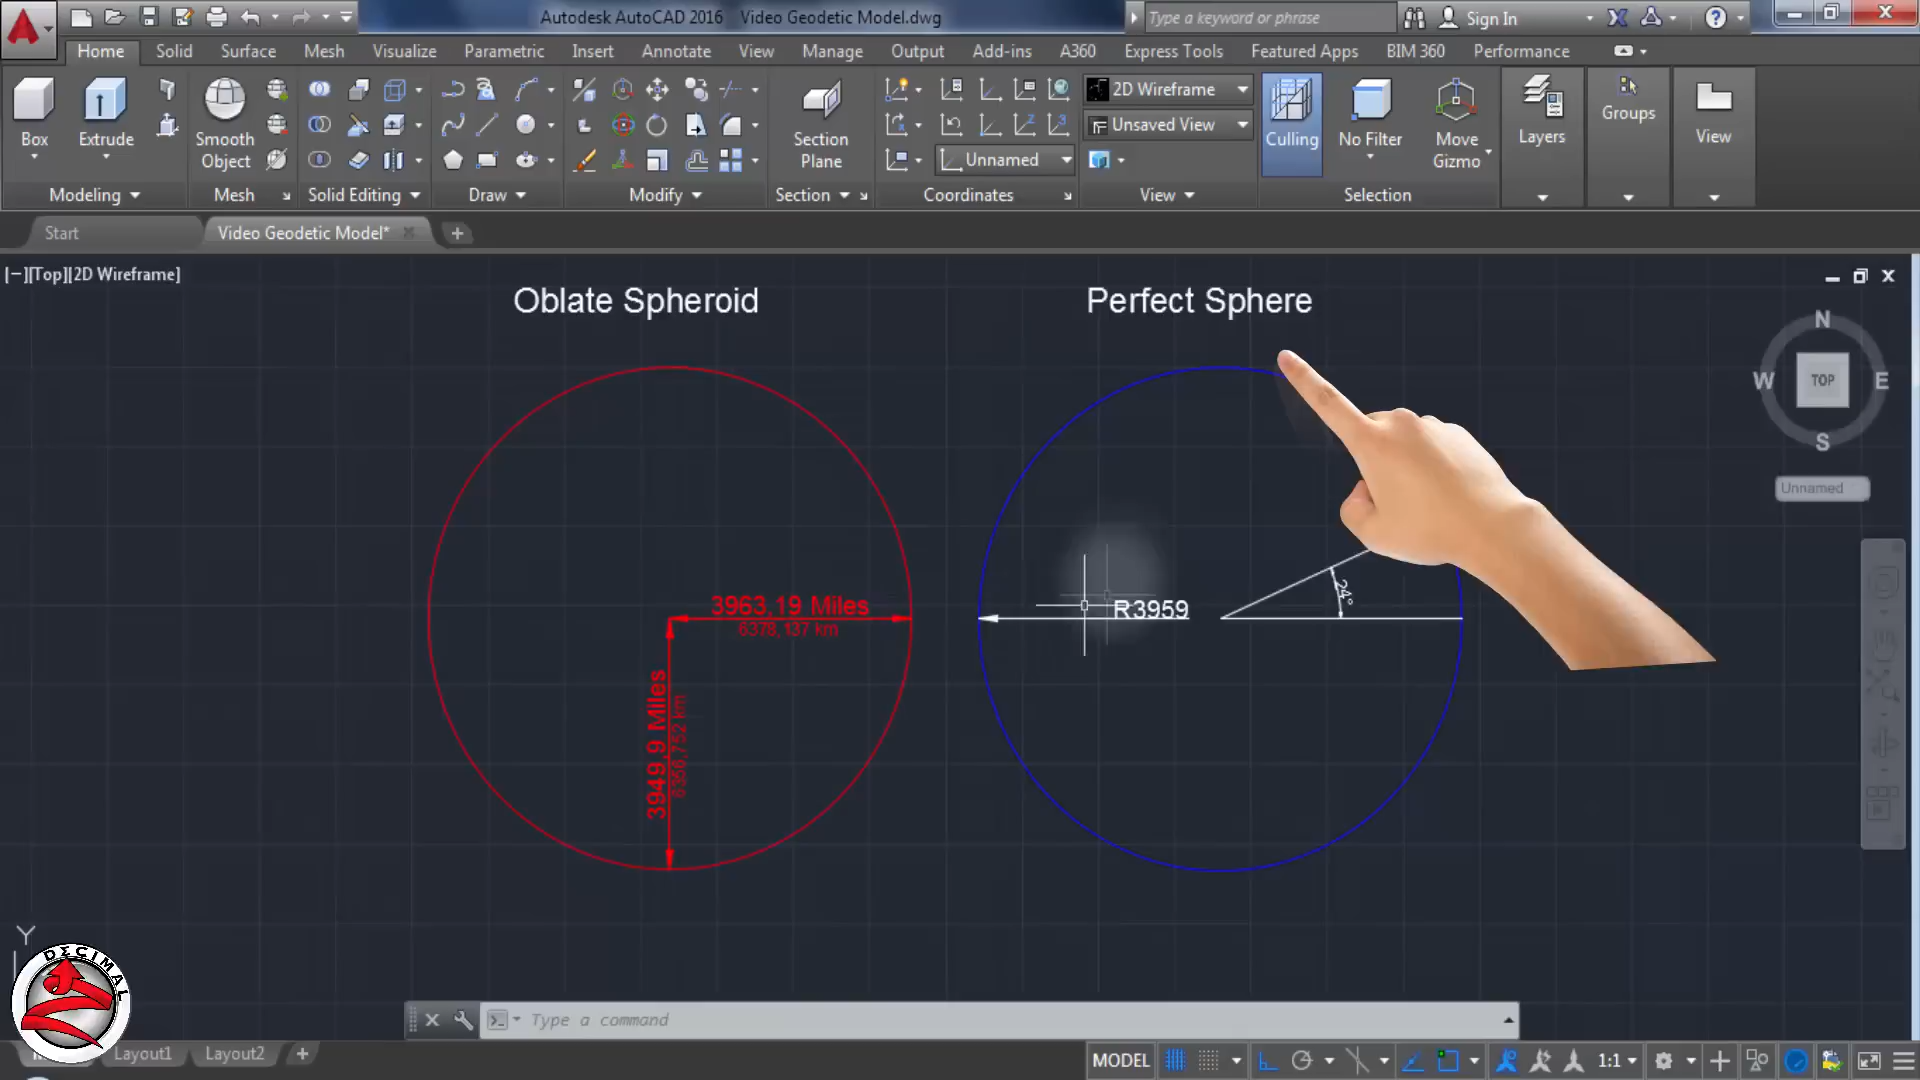 Autodesk AutoCAD 2016 Video Geodetic Model.dwg
Type a keyword or phrase
Sign In
Home Solid Surface Mesh Visualize Parametric Insert Annotate View Manage Output Add-ins A360 Express Tools Featured Apps BIM 360 Performance
2D Wireframe
Unsaved View
Unnamed
Box
Extrude
Smooth Object
Section Plane
Culling
No Filter
Move Gizmo
Layers
Groups
View
Modeling Mesh Solid Editing Draw Modify Section Coordinates View Selection
Start
Video Geodetic Model*
[−][Top][2D Wireframe]
Oblate Spheroid
Perfect Sphere
N
W
TOP
E
S
Unnamed
3963,19 Miles
6378,137 km
3949,9 Miles
6356,752 km
R3959
24°
Y
DECIMAL
Type a command
Layout1
Layout2
MODEL
1:1